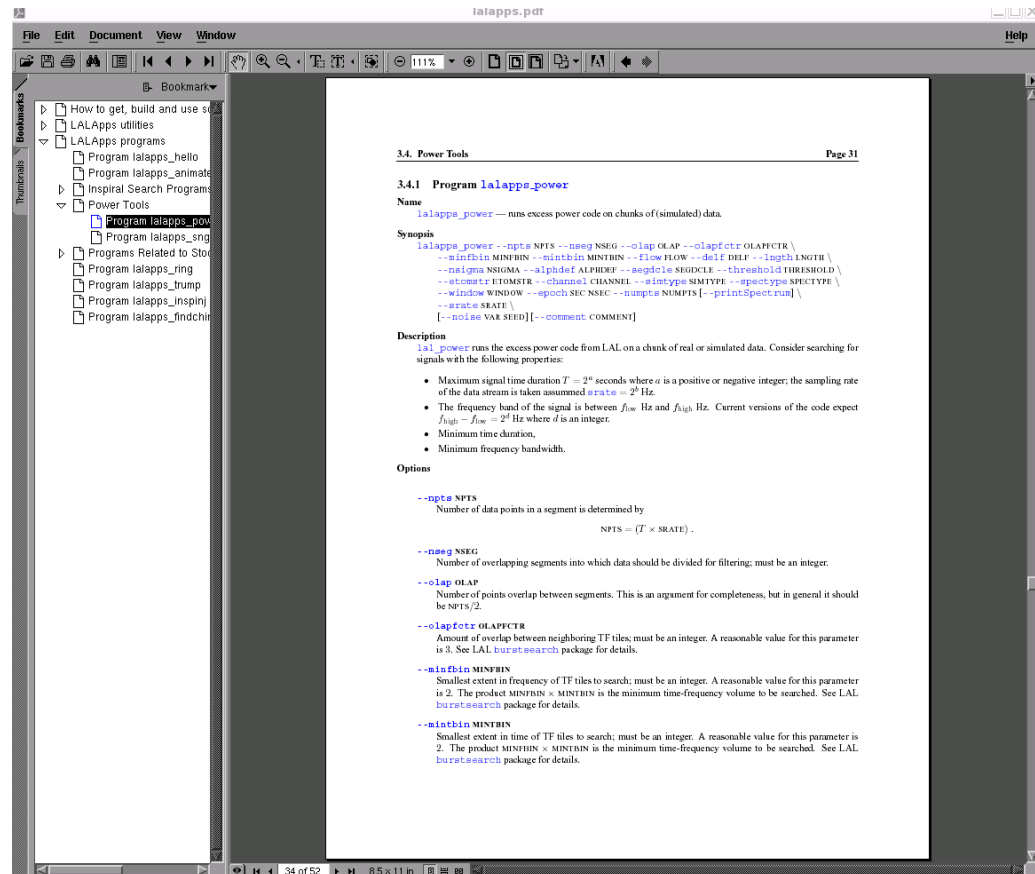 lalapps.pdf
File Edit Document View Window Help
111%
Bookmark
Bookmarks
Thumbnails
How to get, build and use so
LALApps utilities
LALApps programs
Program lalapps_hello
Program lalapps_animate
Inspiral Search Programs
Power Tools
Program lalapps_pow
Program lalapps_sng
Programs Related to Stoc
Program lalapps_ring
Program lalapps_trump
Program lalapps_inspinj
Program lalapps_findchir
3.4. Power Tools Page 31
3.4.1 Program lalapps_power
Name
lalapps_power — runs excess power code on chunks of (simulated) data.
Synopsis
lalapps_power --npts NPTS --nseg NSEG --olap OLAP --olapfctr OLAPFCTR \
--minfbin MINFBIN --mintbin MINTBIN --flow FLOW --delf DELF --lngth LNGTH \
--nsigma NSIGMA --alphdef ALPHDEF --segdcle SEGDCLE --threshold THRESHOLD \
--etomstr ETOMSTR --channel CHANNEL --simtype SIMTYPE --spectype SPECTYPE \
--window WINDOW --epoch SEC NSEC --numpts NUMPTS [--printSpectrum] \
--srate SRATE \
[--noise VAR SEED] [--comment COMMENT]
Description
lal_power runs the excess power code from LAL on a chunk of real or simulated data. Consider searching for
signals with the following properties:
• Maximum signal time duration T = 2^a seconds where a is a positive or negative integer; the sampling rate
of the data stream is taken assummed srate = 2^b Hz.
• The frequency band of the signal is between f_low Hz and f_high Hz. Current versions of the code expect
f_high − f_low = 2^d Hz where d is an integer.
• Minimum time duration,
• Minimum frequency bandwidth.
Options
--npts NPTS
Number of data points in a segment is determined by
NPTS = (T × SRATE) .
--nseg NSEG
Number of overlapping segments into which data should be divided for filtering; must be an integer.
--olap OLAP
Number of points overlap between segments. This is an argument for completeness, but in general it should
be NPTS/2.
--olapfctr OLAPFCTR
Amount of overlap between neighboring TF tiles; must be an integer. A reasonable value for this parameter
is 3. See LAL burstsearch package for details.
--minfbin MINFBIN
Smallest extent in frequency of TF tiles to search; must be an integer. A reasonable value for this parameter
is 2. The product MINFBIN × MINTBIN is the minimum time-frequency volume to be searched. See LAL
burstsearch package for details.
--mintbin MINTBIN
Smallest extent in time of TF tiles to search; must be an integer. A reasonable value for this parameter is
2. The product MINFBIN × MINTBIN is the minimum time-frequency volume to be searched. See LAL
burstsearch package for details.
34 of 52 8.5 x 11 in